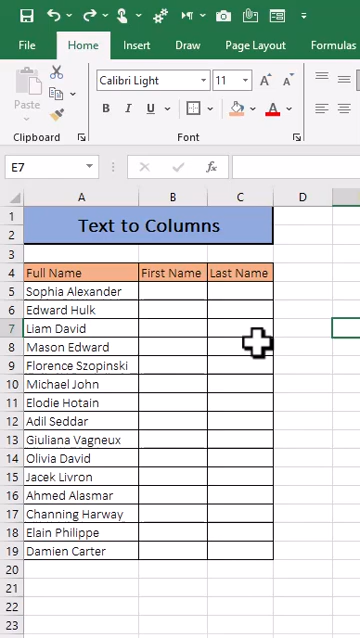 File Home Insert Draw Page Layout Formulas
Paste
Calibri Light 11 A A
B I U A
Clipboard Font
E7 fx
A B C D
1 Text to Columns
2
3
4 Full Name First Name Last Name
5 Sophia Alexander
6 Edward Hulk
7 Liam David
8 Mason Edward
9 Florence Szopinski
10 Michael John
11 Elodie Hotain
12 Adil Seddar
13 Giuliana Vagneux
14 Olivia David
15 Jacek Livron
16 Ahmed Alasmar
17 Channing Harway
18 Elain Philippe
19 Damien Carter
20
21
22
23